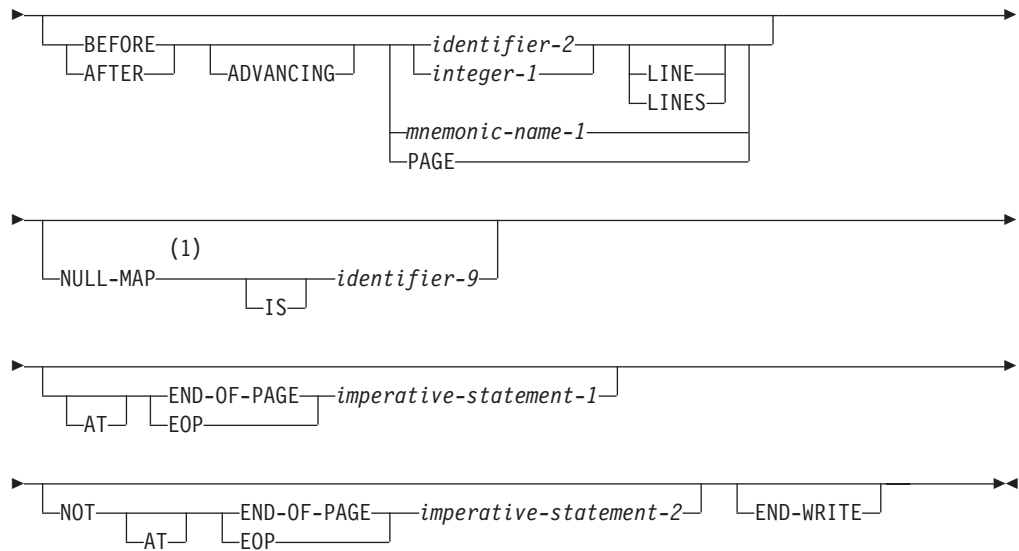 BEFORE identifier-2
AFTER ADVANCING integer-1 LINE
LINES
mnemonic-name-1
PAGE
(1)
NULL-MAP identifier-9
IS
END-OF-PAGE imperative-statement-1
AT EOP
NOT END-OF-PAGE imperative-statement-2 END-WRITE
AT EOP